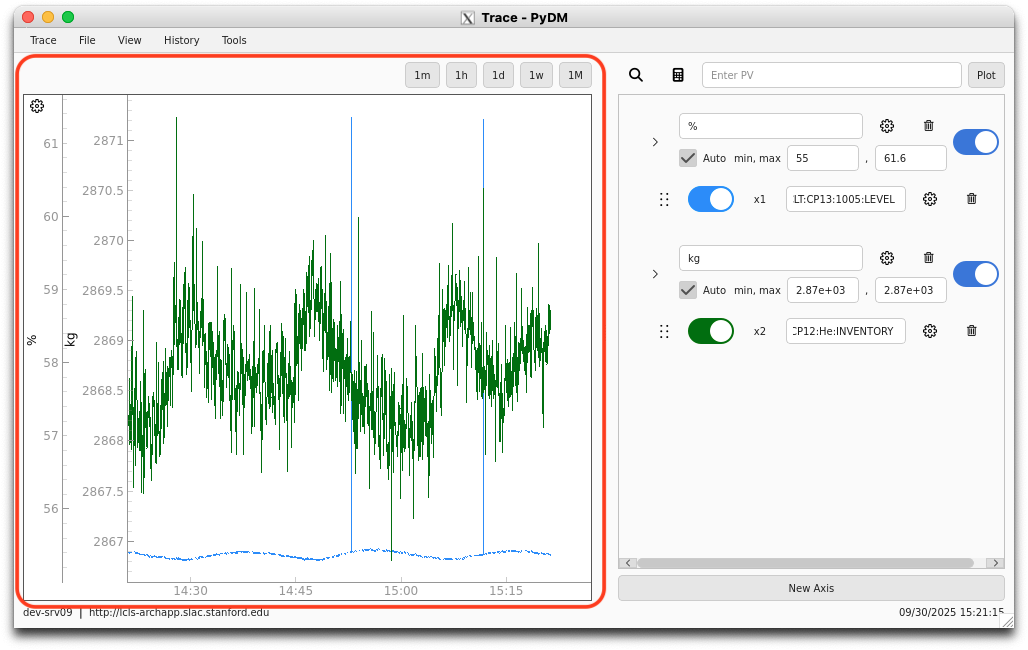 Trace - PyDM
Trace File View History Tools
1m 1h 1d 1w 1M
Enter PV Plot
61
60
59
58
57
56
%
2871
2870.5
2870
2869.5
2869
2868.5
2868
2867.5
2867
kg
14:30 14:45 15:00 15:15
%
Auto min, max 55 , 61.6
x1 LT:CP13:1005:LEVEL
kg
Auto min, max 2.87e+03 , 2.87e+03
x2 CP12:He:INVENTORY
New Axis
dev-srv09 | http://lcls-archapp.slac.stanford.edu 09/30/2025 15:21:15